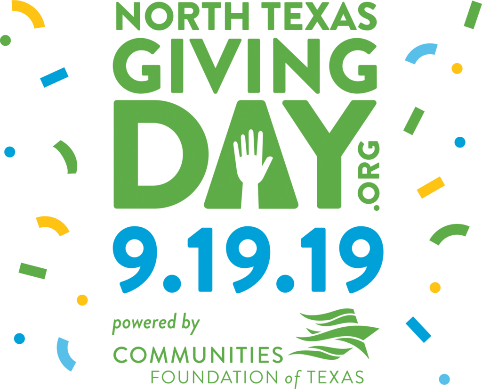 NORTH TEXAS
GIVING
DAY
.ORG
9.19.19
powered by
COMMUNITIES
FOUNDATION of TEXAS